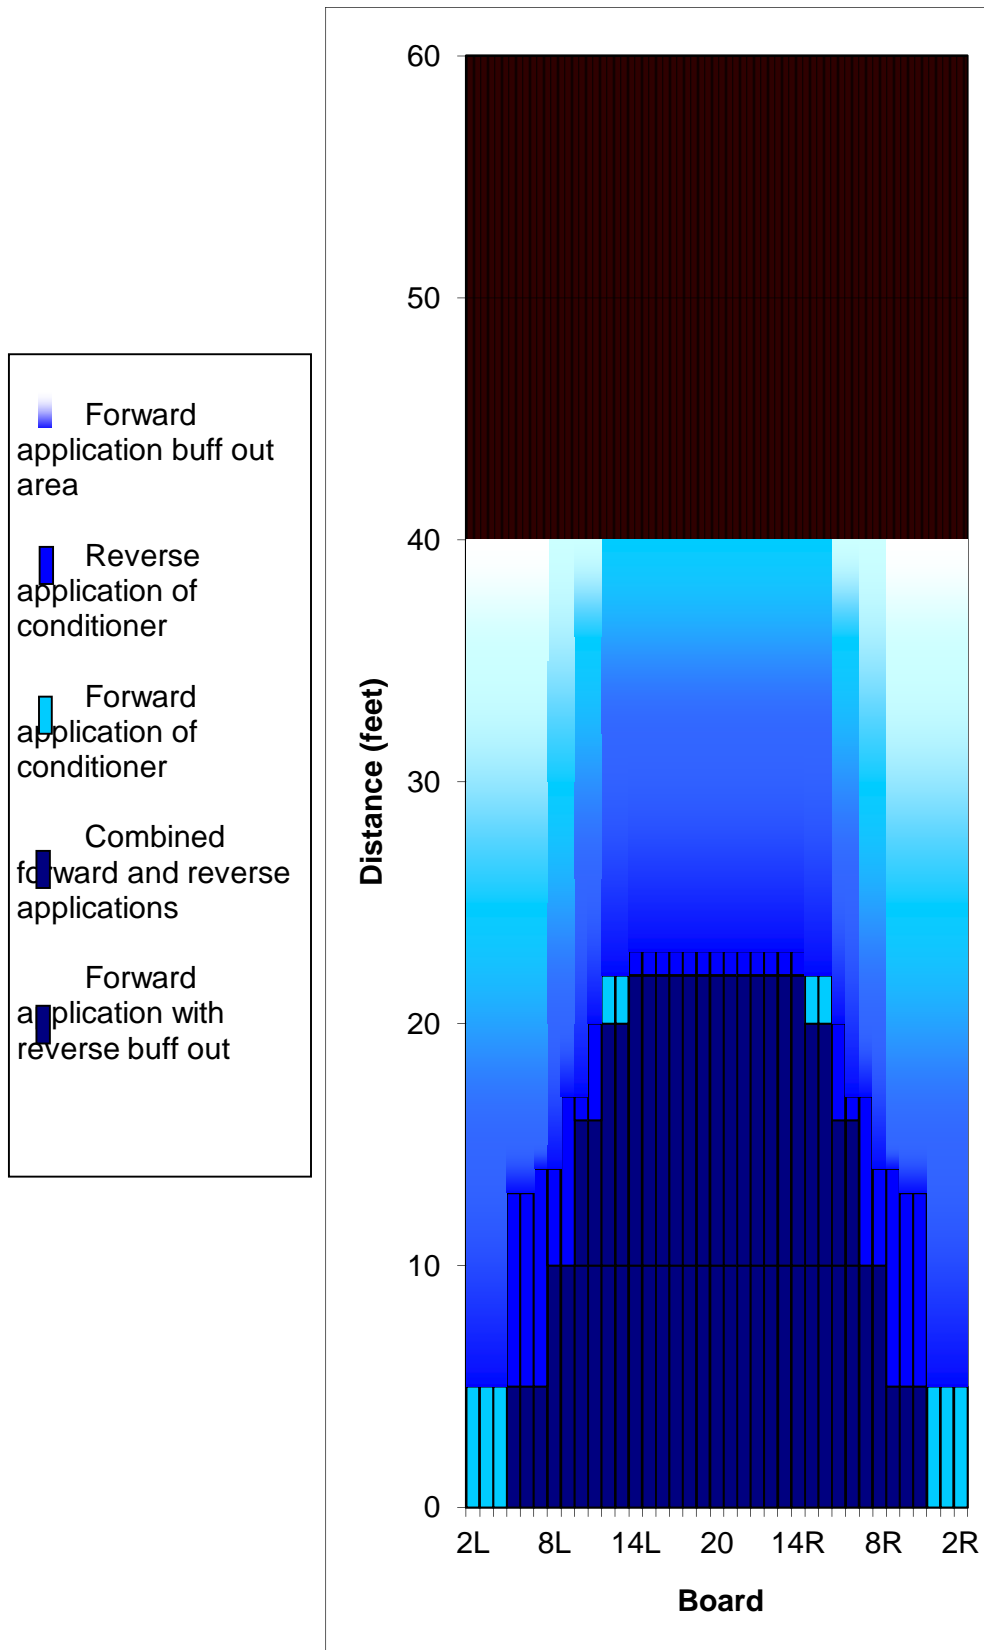 Forward
application buff out
area
Reverse
application of
conditioner
Forward
application of
conditioner
Combined
forward and reverse
applications
Forward
application with
reverse buff out
Distance (feet)
60
50
40
30
20
10
0
2L 8L 14L 20 14R 8R 2R
Board